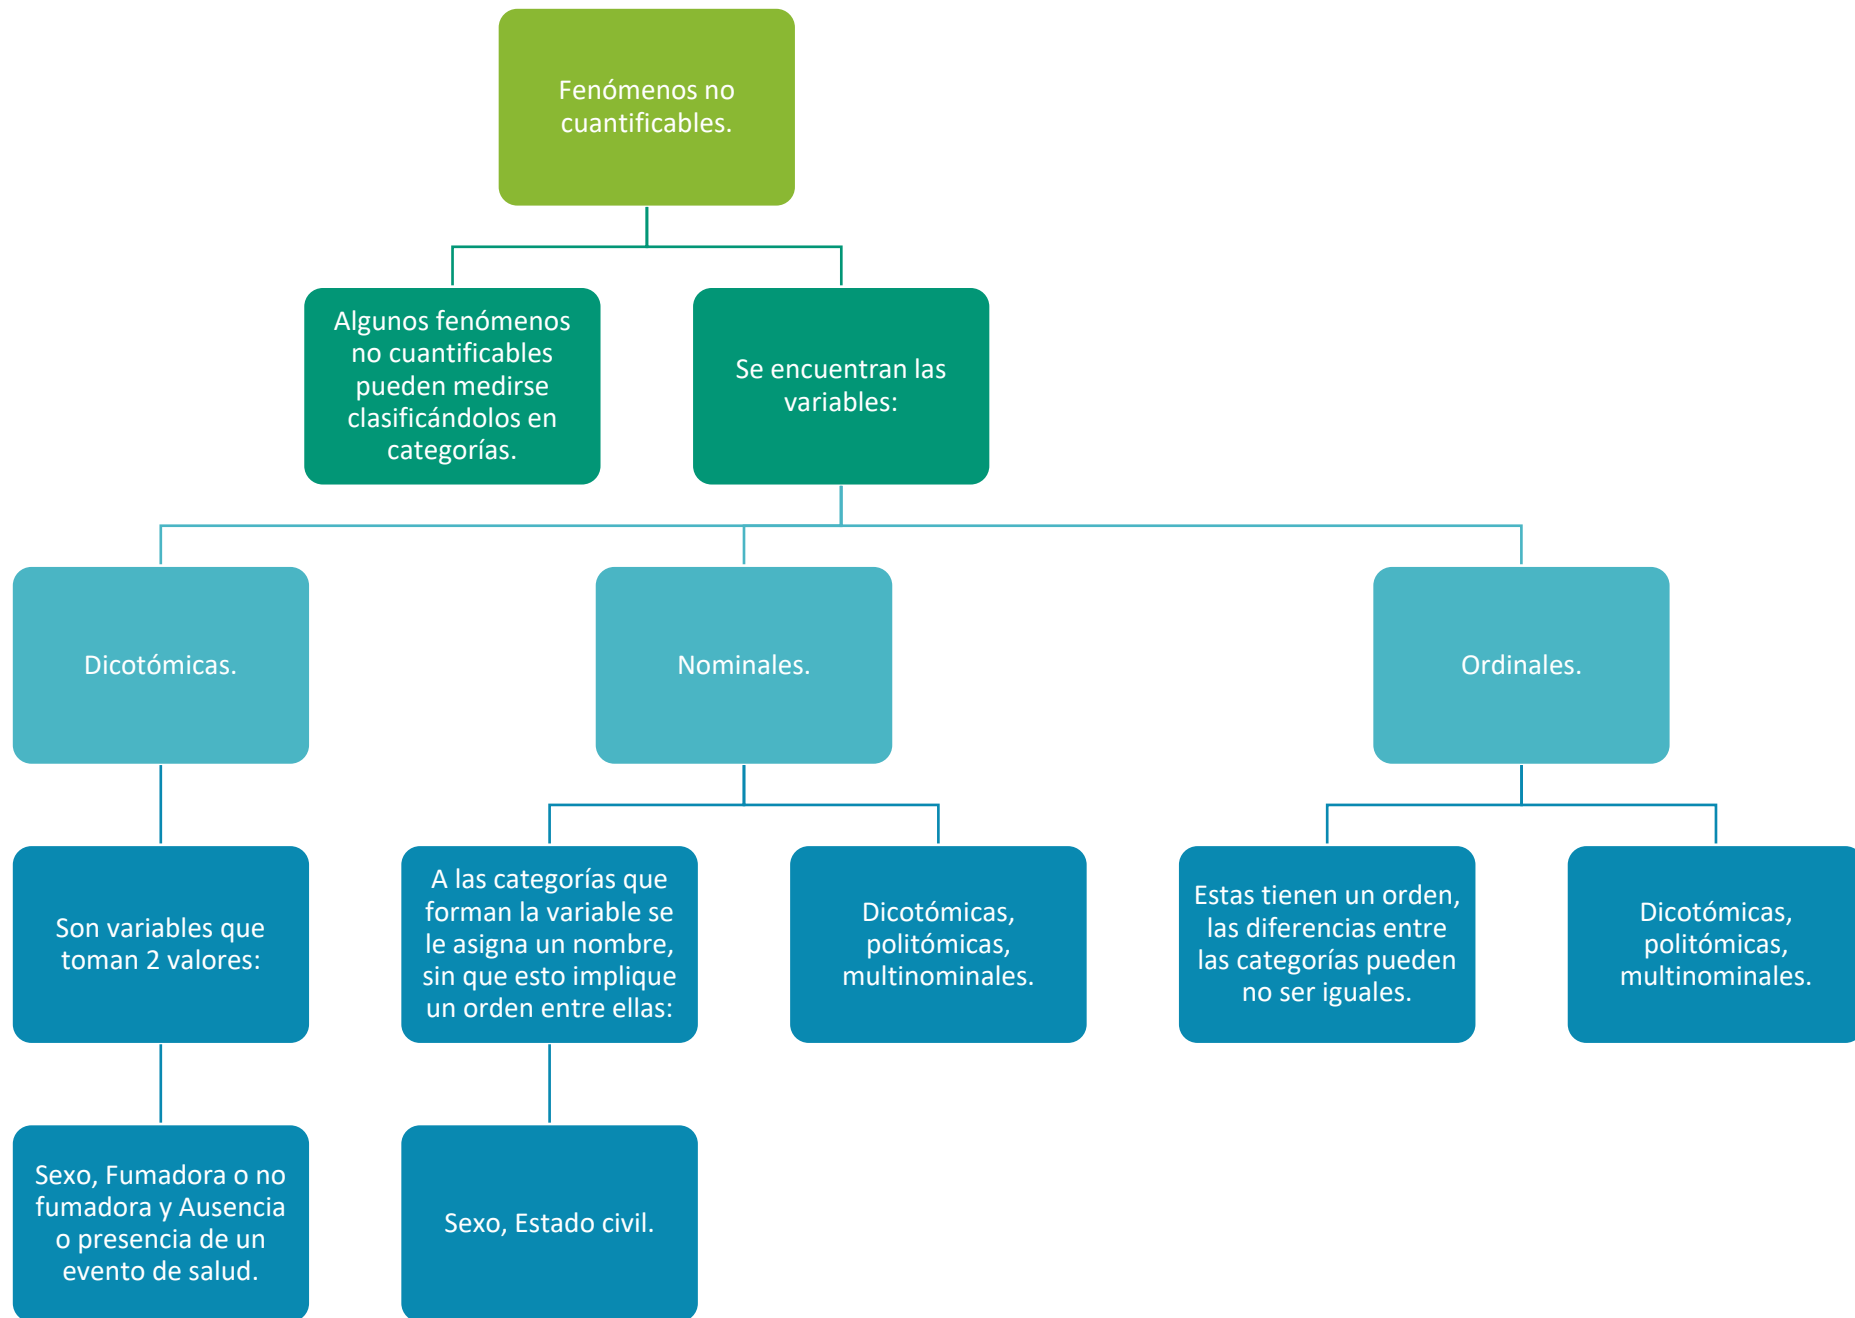 Fenómenos no
cuantificables.
Algunos fenómenos
no cuantificables
pueden medirse
clasificándolos en
categorías.
Se encuentran las
variables:
Dicotómicas.
Nominales.
Ordinales.
Son variables que
toman 2 valores:
A las categorías que
forman la variable se
le asigna un nombre,
sin que esto implique
un orden entre ellas:
Dicotómicas,
politómicas,
multinominales.
Estas tienen un orden,
las diferencias entre
las categorías pueden
no ser iguales.
Dicotómicas,
politómicas,
multinominales.
Sexo, Fumadora o no
fumadora y Ausencia
o presencia de un
evento de salud.
Sexo, Estado civil.